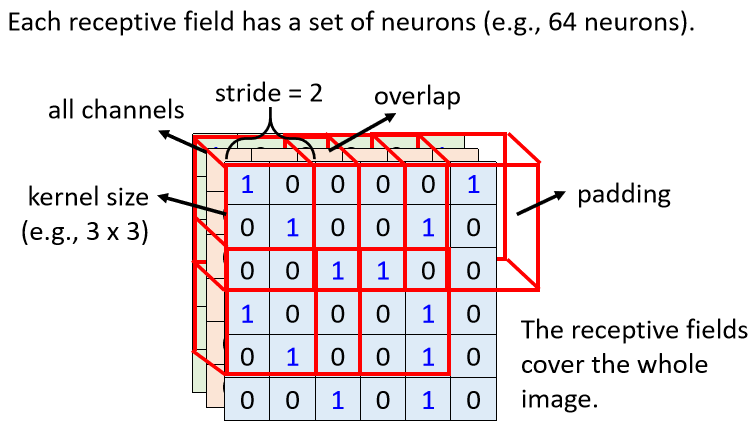 Each receptive field has a set of neurons (e.g., 64 neurons).
all channels
stride = 2
overlap
kernel size
(e.g., 3 x 3)
padding
1 0 0 0 0 1
0 1 0 0 1 0
0 0 1 1 0 0
1 0 0 0 1 0
0 1 0 0 1 0
0 0 1 0 1 0
The receptive fields
cover the whole
image.